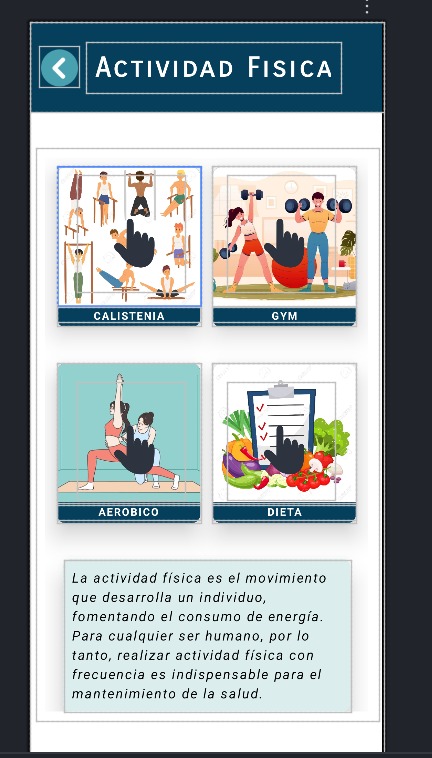 Actividad Fisica
CALISTENIA
GYM
AEROBICO
DIETA
La actividad física es el movimiento
que desarrolla un individuo,
fomentando el consumo de energía.
Para cualquier ser humano, por lo
tanto, realizar actividad física con
frecuencia es indispensable para el
mantenimiento de la salud.